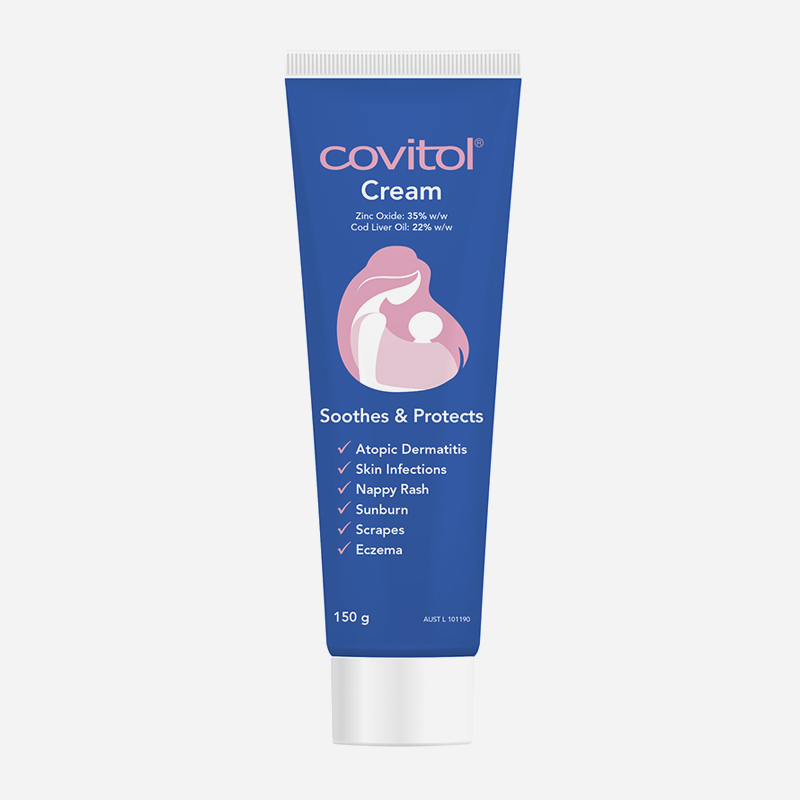 covitol®
Cream
Zinc Oxide: 35% w/w
Cod Liver Oil: 22% w/w
Soothes & Protects
✓ Atopic Dermatitis
✓ Skin Infections
✓ Nappy Rash
✓ Sunburn
✓ Scrapes
✓ Eczema
150 g
AUST L 101190